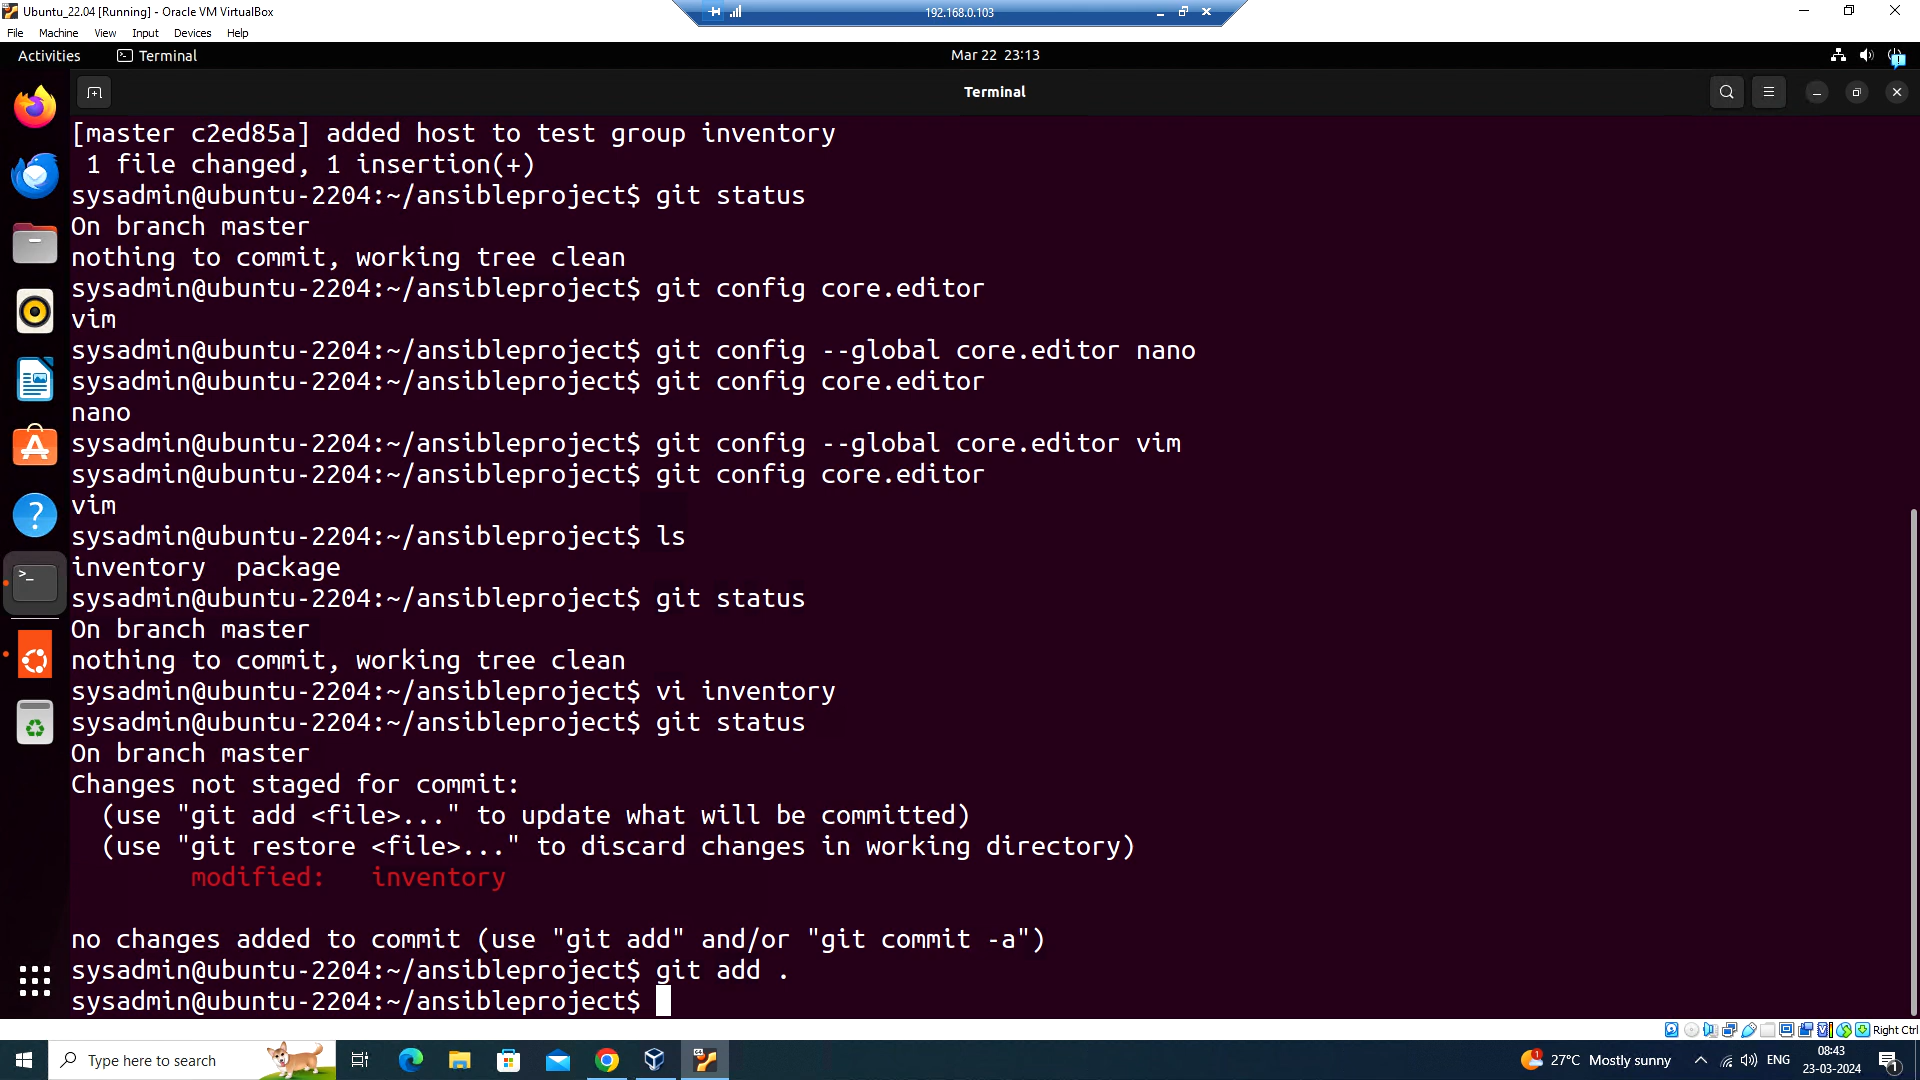 Ubuntu_22.04 [Running] - Oracle VM VirtualBox
192.168.0.103
File Machine View Input Devices Help
Activities Terminal Mar 22 23:13
Terminal
[master c2ed85a] added host to test group inventory
 1 file changed, 1 insertion(+)
sysadmin@ubuntu-2204:~/ansibleproject$ git status
On branch master
nothing to commit, working tree clean
sysadmin@ubuntu-2204:~/ansibleproject$ git config core.editor
vim
sysadmin@ubuntu-2204:~/ansibleproject$ git config --global core.editor nano
sysadmin@ubuntu-2204:~/ansibleproject$ git config core.editor
nano
sysadmin@ubuntu-2204:~/ansibleproject$ git config --global core.editor vim
sysadmin@ubuntu-2204:~/ansibleproject$ git config core.editor
vim
sysadmin@ubuntu-2204:~/ansibleproject$ ls
inventory  package
sysadmin@ubuntu-2204:~/ansibleproject$ git status
On branch master
nothing to commit, working tree clean
sysadmin@ubuntu-2204:~/ansibleproject$ vi inventory
sysadmin@ubuntu-2204:~/ansibleproject$ git status
On branch master
Changes not staged for commit:
  (use "git add <file>..." to update what will be committed)
  (use "git restore <file>..." to discard changes in working directory)
        modified:   inventory
no changes added to commit (use "git add" and/or "git commit -a")
sysadmin@ubuntu-2204:~/ansibleproject$ git add .
sysadmin@ubuntu-2204:~/ansibleproject$
Right Ctrl
Type here to search
27°C Mostly sunny
ENG
08:43
23-03-2024